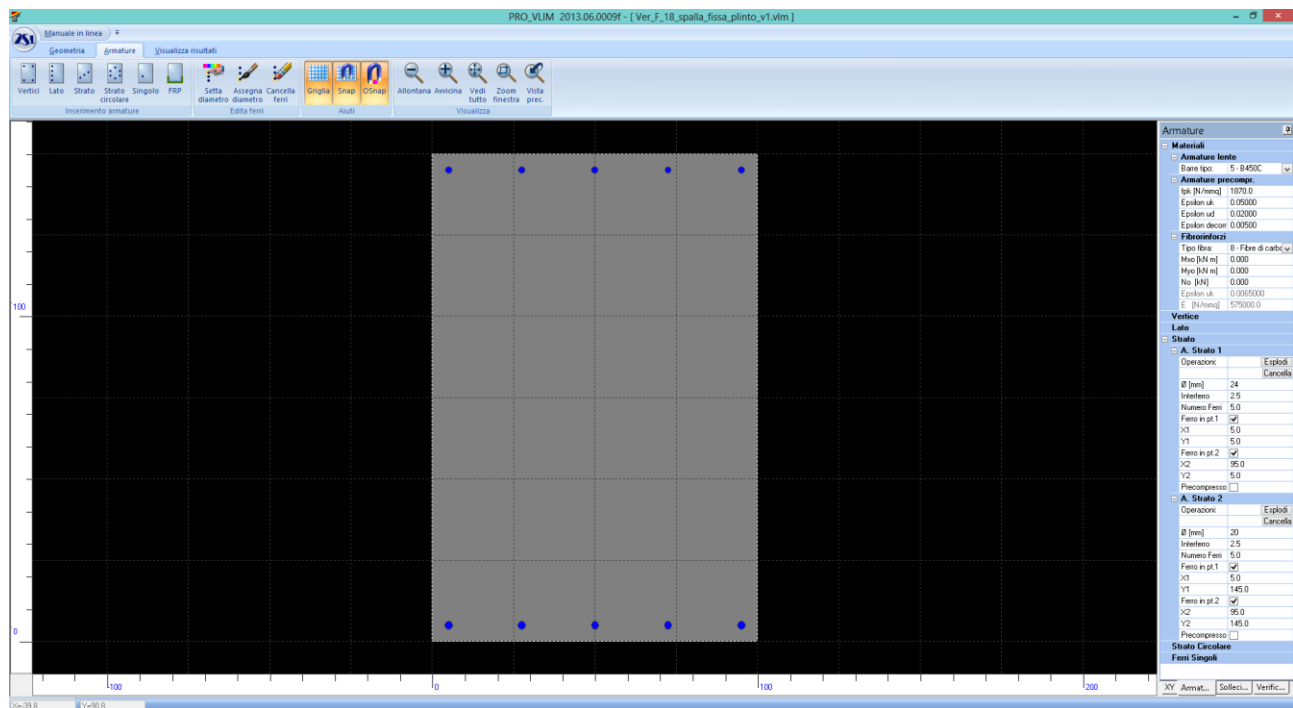 PRO_VLIM 2013.06.0009f - [ Ver_F_18_spalla_fissa_plinto_v1.vlm ]
2SI
Manuale in linea
Geometria Armature Visualizza risultati
Vertici Lato Strato Strato circolare Singolo FRP
Setta diametro Assegna diametro Cancella ferri
Griglia Snap OSnap
Allontana Avvicina Vedi tutto Zoom finestra Vista prec.
Inserimento armature Edita ferri Aiuti Visualizza
100
0
-100 0 100 200
Armature
Materiali
Armature lente
Barre tipo: 5 - B450C
Armature precompr.
fpk [N/mmq] 1870.0
Epsilon uk 0.05000
Epsilon ud 0.02000
Epsilon decom 0.00500
Fibrorinforzi
Tipo fibra: 8 - Fibre di carbo
Mxo [kN m] 0.000
Myo [kN m] 0.000
No [kN] 0.000
Epsilon uk 0.0065000
E [N/mmq] 575000.0
Vertice
Lato
Strato
A. Strato 1
Operazioni: Esplodi
Cancella
Ø [mm] 24
Interferro 2.5
Numero Ferri 5.0
Ferro in pt.1
X1 5.0
Y1 5.0
Ferro in pt.2
X2 95.0
Y2 5.0
Precompresso
A. Strato 2
Operazioni: Esplodi
Cancella
Ø [mm] 20
Interferro 2.5
Numero Ferri 5.0
Ferro in pt.1
X1 5.0
Y1 145.0
Ferro in pt.2
X2 95.0
Y2 145.0
Precompresso
Strato Circolare
Ferri Singoli
XY Armat... Solleci... Verific...
X=-39.8 Y=90.8